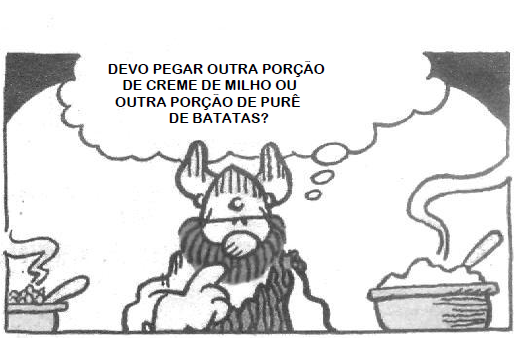 DEVO PEGAR OUTRA PORÇÃO
DE CREME DE MILHO OU
OUTRA PORÇÃO DE PURÊ
DE BATATAS?